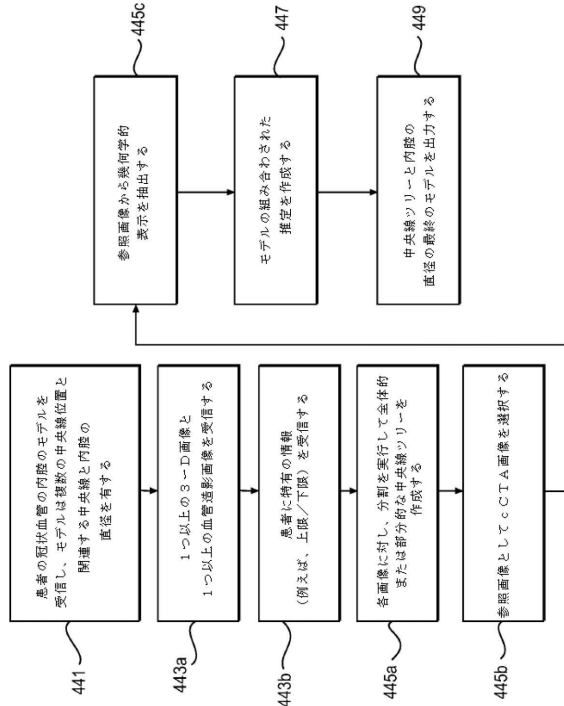 患者の冠状血管の内腔のモデルを
受信し、モデルは複数の中央線位置と
関連する中央線と内腔の
直径を有する
441
1つ以上の3-D画像と
1つ以上の血管造影画像を受信する
443a
患者に特有の情報
(例えば、上限/下限)を受信する
443b
各画像に対し、分割を実行して全体的
または部分的な中央線ツリーを
作成する
445a
参照画像としてcCTA画像を選択する
445b
参照画像から幾何学的
表示を抽出する
445c
モデルの組み合わされた
推定を作成する
447
中央線ツリーと内腔の
直径の最終のモデルを出力する
449